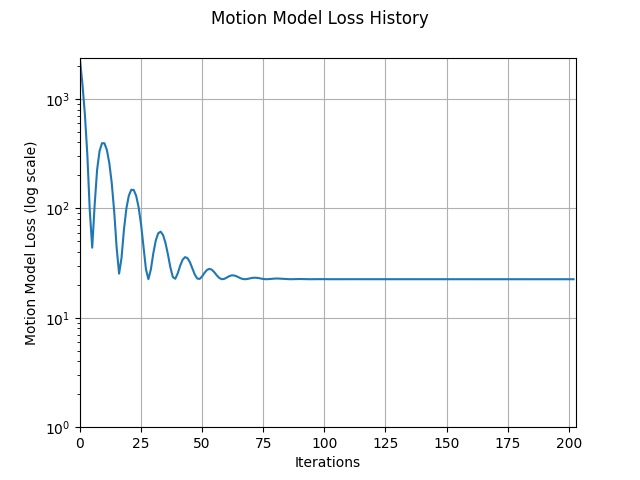 Motion Model Loss History
Motion Model Loss (log scale)
10³
10²
10¹
10⁰
0 25 50 75 100 125 150 175 200
Iterations